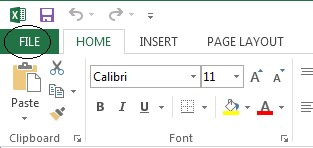 FILE HOME INSERT PAGE LAYOUT
Calibri 11 A A
Paste B I U A
Clipboard Font